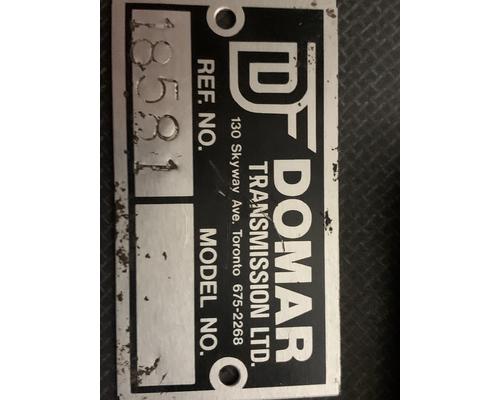 DT DOMAR
TRANSMISSION LTD.
130 Skyway Ave. Toronto 675-2268
REF. NO. MODEL NO.
18581